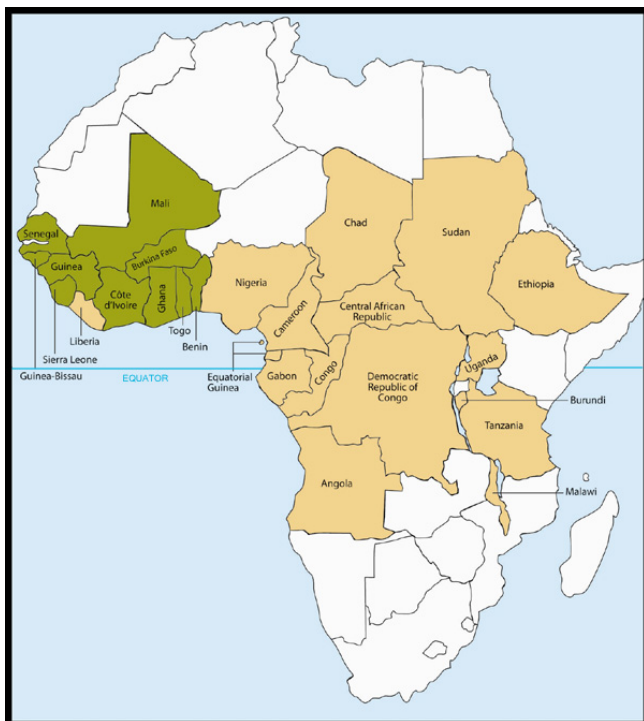 Mali
Senegal
Burkina Faso
Guinea
Côte
d'Ivoire
Ghana
Togo
Benin
Liberia
Sierra Leone
Guinea-Bissau
Nigeria
Chad
Sudan
Ethiopia
Cameroon
Central African
Republic
EQUATOR
Equatorial
Guinea
Gabon
Congo
Democratic
Republic of
Congo
Uganda
Burundi
Tanzania
Angola
Malawi